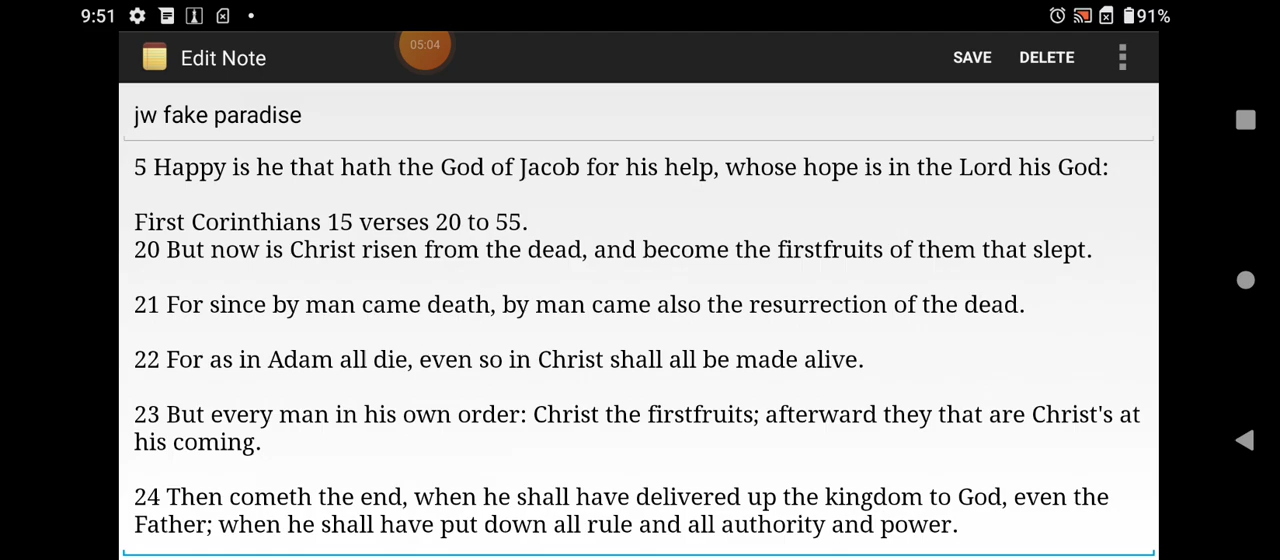 9:51
91%
05:04
Edit Note
SAVE
DELETE
jw fake paradise
5 Happy is he that hath the God of Jacob for his help, whose hope is in the Lord his God:
First Corinthians 15 verses 20 to 55.
20 But now is Christ risen from the dead, and become the firstfruits of them that slept.
21 For since by man came death, by man came also the resurrection of the dead.
22 For as in Adam all die, even so in Christ shall all be made alive.
23 But every man in his own order: Christ the firstfruits; afterward they that are Christ's at
his coming.
24 Then cometh the end, when he shall have delivered up the kingdom to God, even the
Father; when he shall have put down all rule and all authority and power.